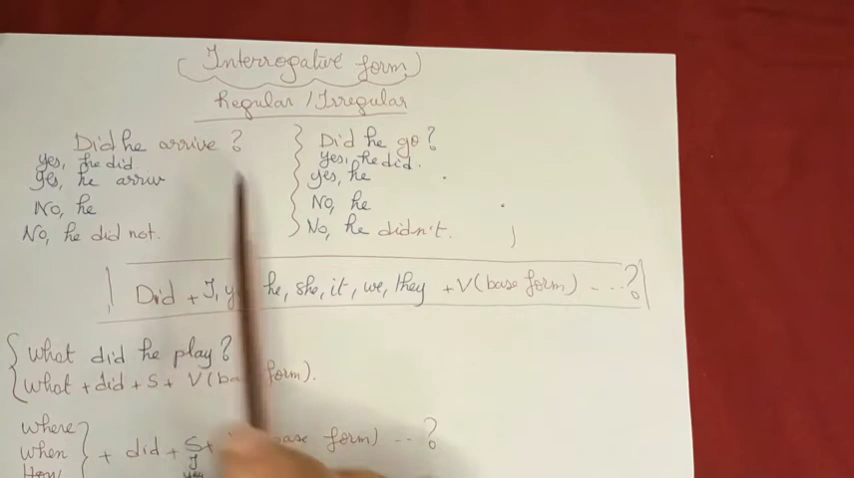 Interrogative form
Regular / Irregular
Did he arrive ?
yes, he did
yes, he arriv
No, he
No, he did not.
Did he go ?
Yes, he did.
yes, he
No, he
No, he didn't.
Did + I, he, she, it, we, they + V (base form) - ...?
what did he play ?
what + did + S + V (form).
where
when
How
+ did + S + form) ... ?
I
you